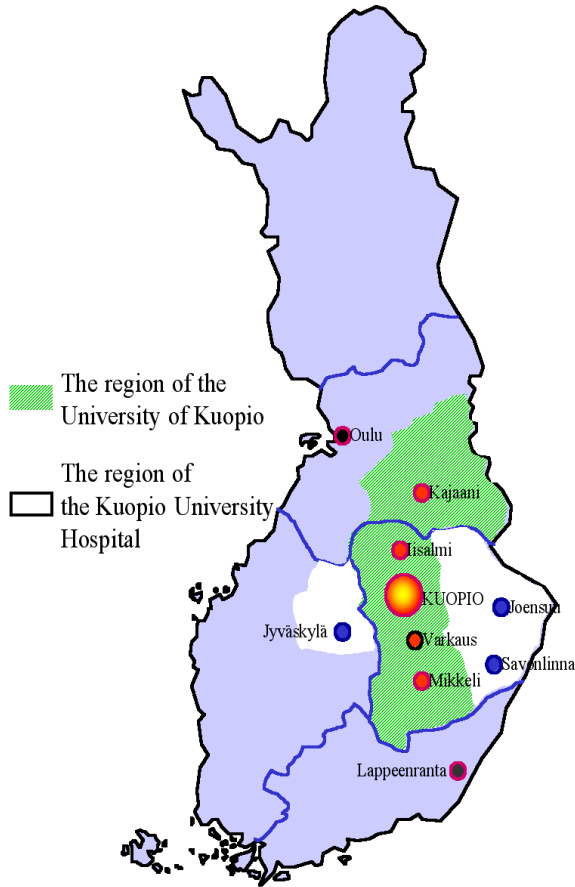 The region of the
University of Kuopio
The region of
the Kuopio University
Hospital
Oulu
Kajaani
Iisalmi
KUOPIO
Joensuu
Jyväskylä
Varkaus
Savonlinna
Mikkeli
Lappeenranta